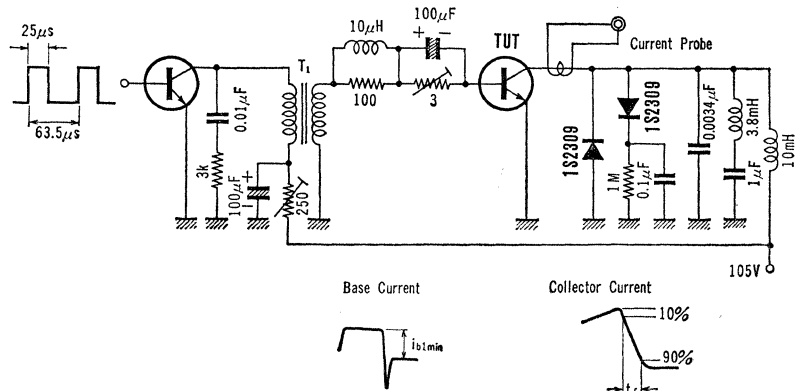 25μs
63.5μs
0.01μF
3k
100μF
+
−
T₁
250
10μH
100
100μF
+ −
3
TUT
Current Probe
1S2309
1S2309
1M
0.1μF
0.0034μF
3.8mH
1μF
10mH
105V
Base Current
ib1min
Collector Current
10%
90%